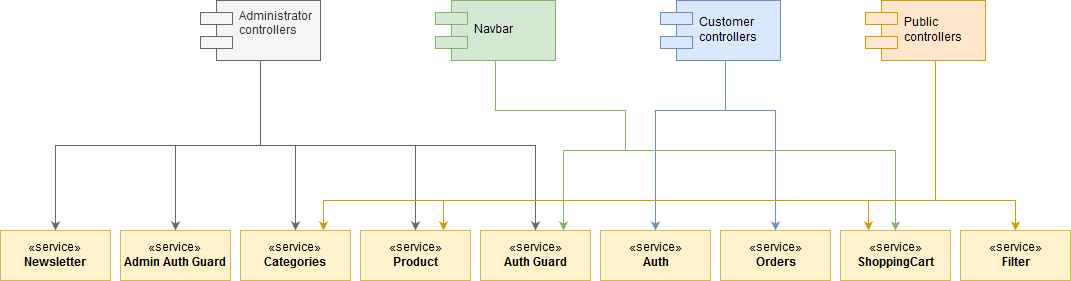 Administrator
controllers
Navbar
Customer
controllers
Public
controllers
«service»
Newsletter
«service»
Admin Auth Guard
«service»
Categories
«service»
Product
«service»
Auth Guard
«service»
Auth
«service»
Orders
«service»
ShoppingCart
«service»
Filter